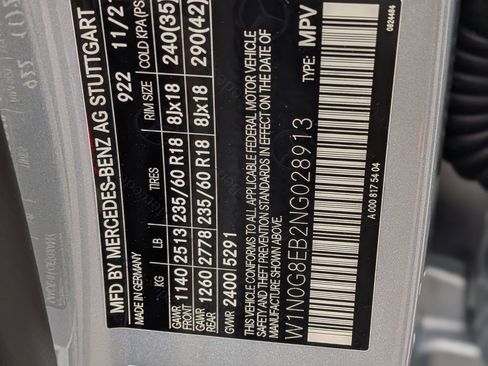 MFD BY MERCEDES-BENZ AG STUTTGART
MADE IN GERMANY 922 11/21
KG LB TIRES RIM SIZE COLD KPA/PS
GAWR FRONT 1140 2513 235/60 R18 8Jx18 240(35)
GAWR REAR 1260 2778 235/60 R18 8Jx18 290(42)
GVWR 2400 5291
THIS VEHICLE CONFORMS TO ALL APPLICABLE FEDERAL MOTOR VEHICLE
SAFETY AND THEFT PREVENTION STANDARDS IN EFFECT ON THE DATE OF
MANUFACTURE SHOWN ABOVE.
W1N0G8EB2NG028913 TYPE: MPV
A 000 817 54 04
0824484